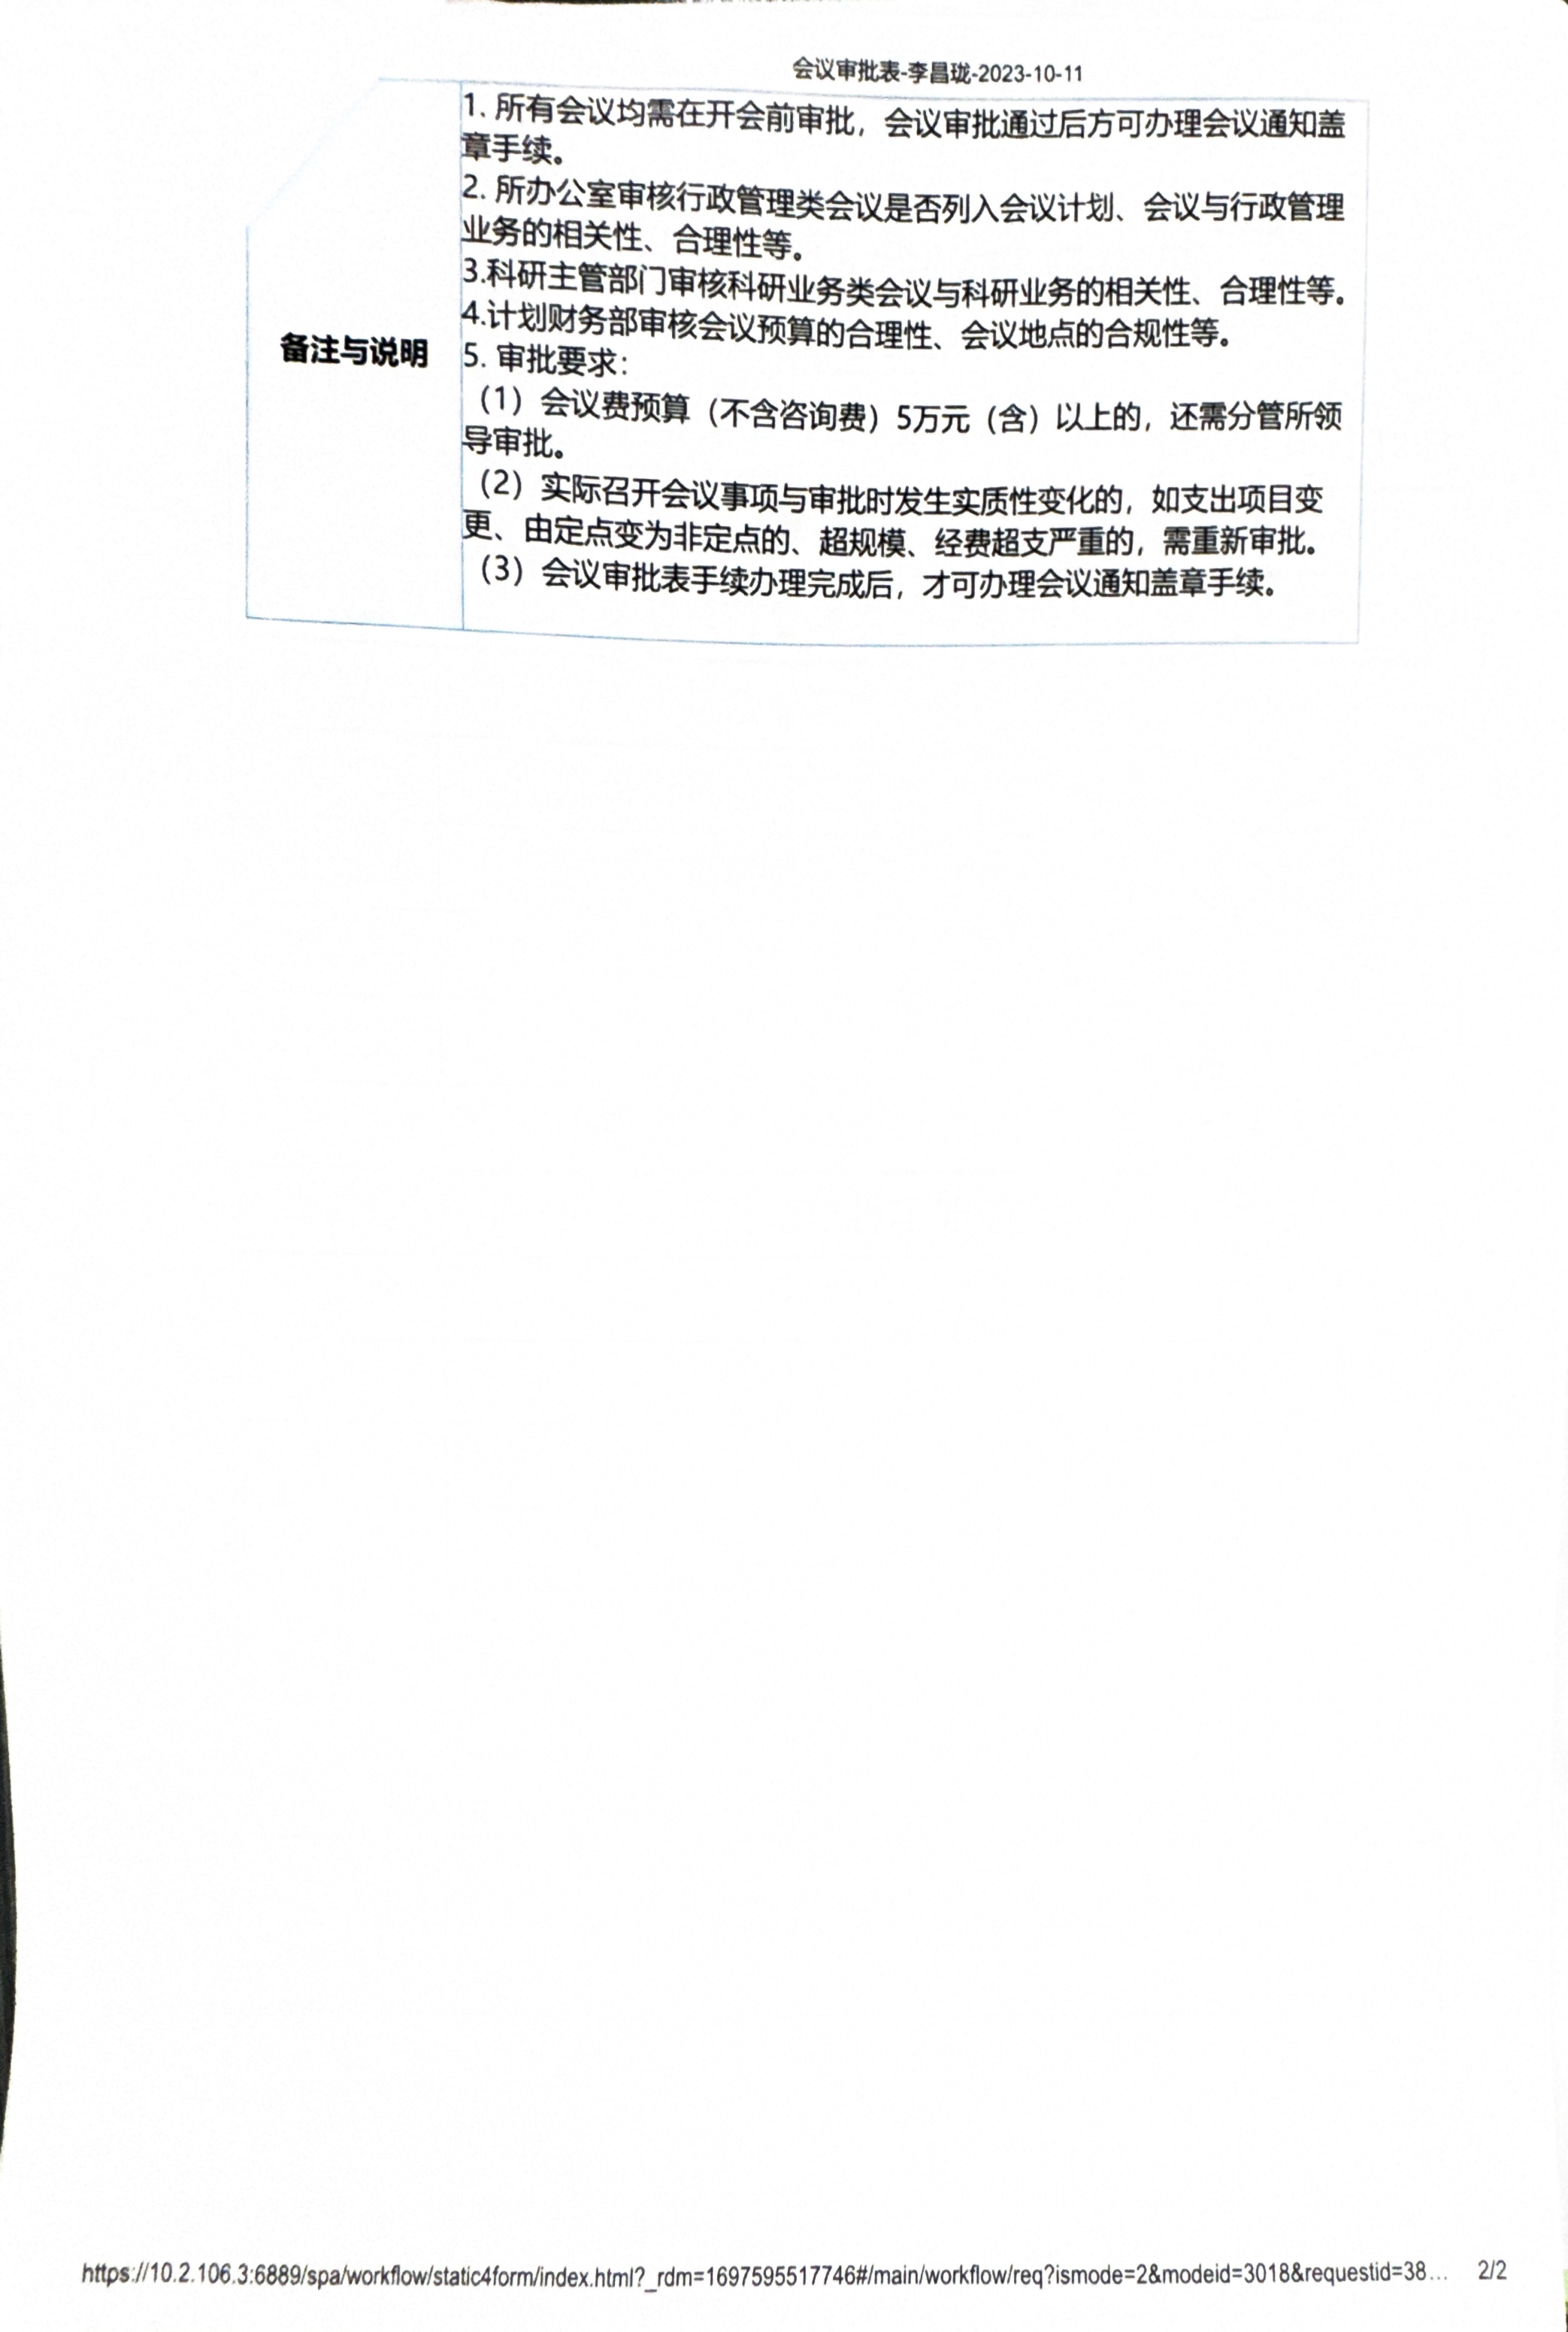 会议审批表-李昌珑-2023-10-11
1. 所有会议均需在开会前审批，会议审批通过后方可办理会议通知盖
章手续。
2. 所办公室审核行政管理类会议是否列入会议计划、会议与行政管理
业务的相关性、合理性等。
3.科研主管部门审核科研业务类会议与科研业务的相关性、合理性等。
4.计划财务部审核会议预算的合理性、会议地点的合规性等。
备注与说明
5. 审批要求：
（1）会议费预算（不含咨询费）5万元（含）以上的，还需分管所领
导审批。
（2）实际召开会议事项与审批时发生实质性变化的，如支出项目变
更、由定点变为非定点的、超规模、经费超支严重的，需重新审批。
（3）会议审批表手续办理完成后，才可办理会议通知盖章手续。
https://10.2.106.3:6889/spa/workflow/static4form/index.html?_rdm=1697595517746#/main/workflow/req?ismode=2&modeid=3018&requestid=38... 2/2